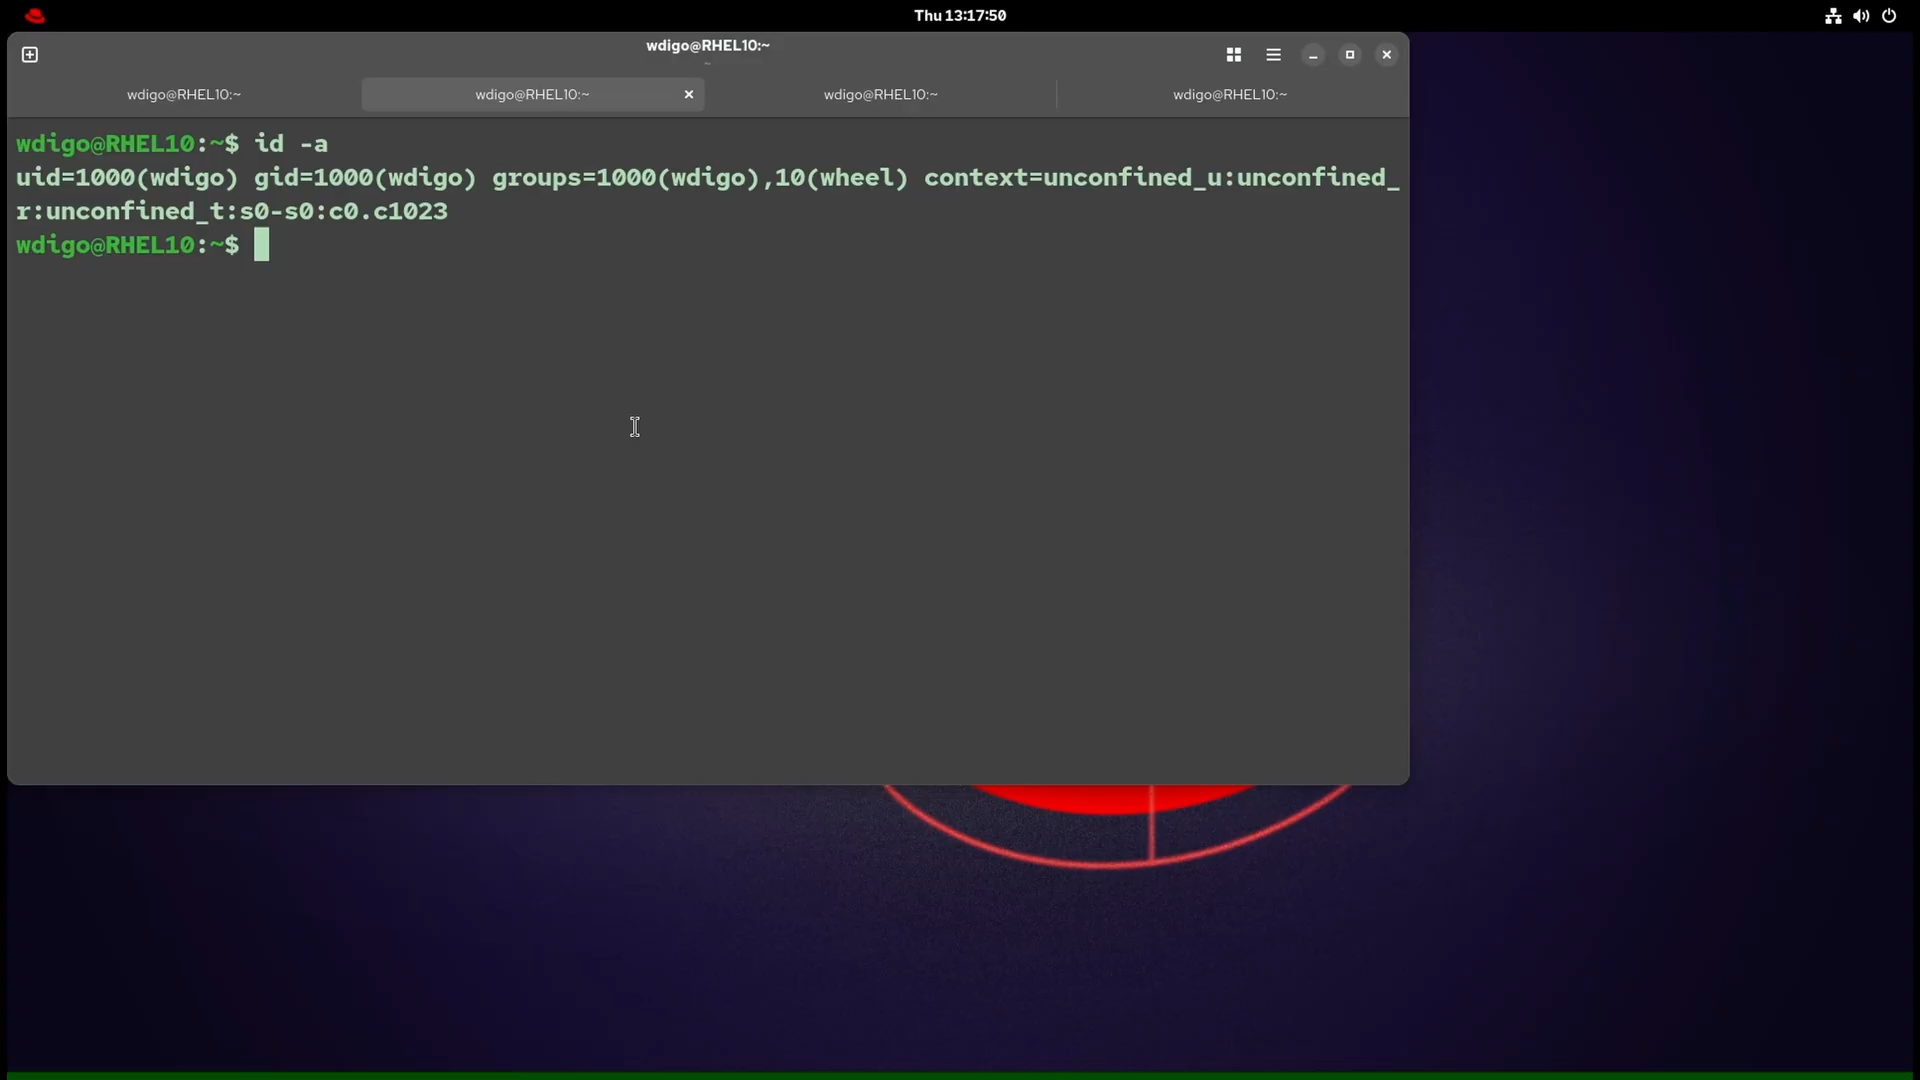 Thu 13:17:50
wdigo@RHEL10:~
~
wdigo@RHEL10:~ wdigo@RHEL10:~ wdigo@RHEL10:~ wdigo@RHEL10:~
wdigo@RHEL10:~$ id -a
uid=1000(wdigo) gid=1000(wdigo) groups=1000(wdigo),10(wheel) context=unconfined_u:unconfined_
r:unconfined_t:s0-s0:c0.c1023
wdigo@RHEL10:~$